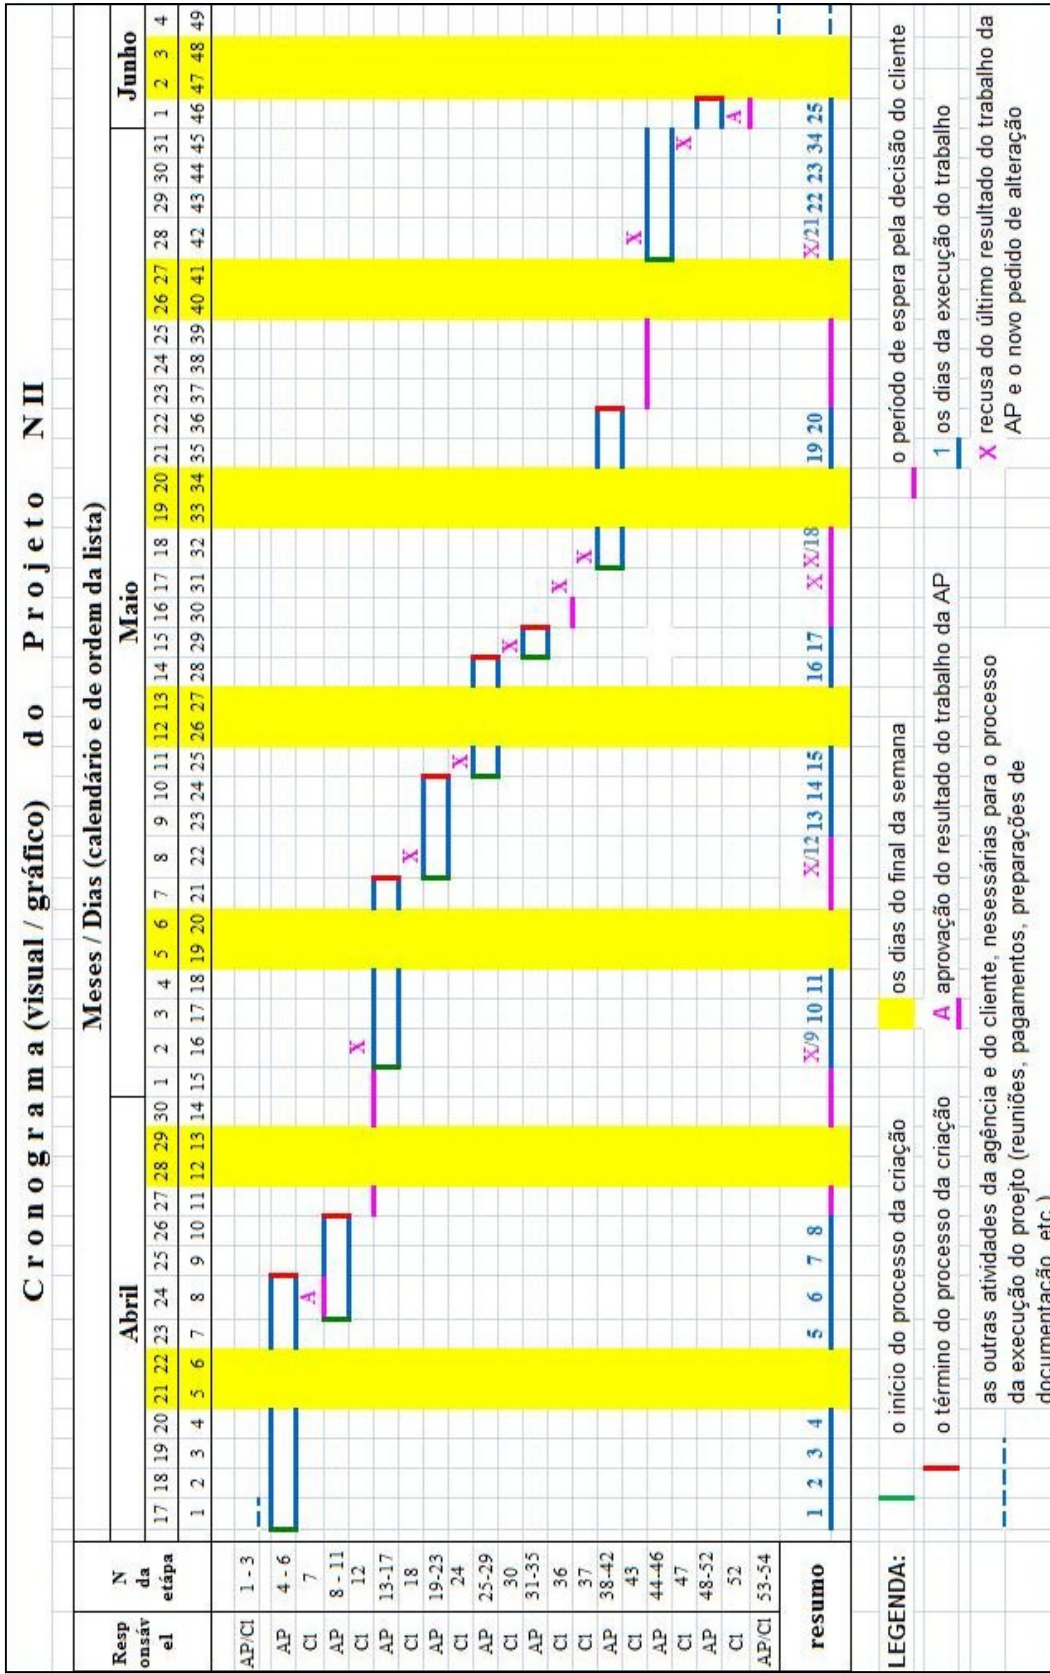 Cronograma (visual / gráfico) do Projeto NII
Meses / Dias (calendário e de ordem da lista)
Resp onsáv el
N da etápa
Abril
Maio
Junho
17 18 19 20 21 22 23 24 25 26 27 28 29 30 1 2 3 4 5 6 7 8 9 10 11 12 13 14 15 16 17 18 19 20 21 22 23 24 25 26 27 28 29 30 31 1 2 3 4
1 2 3 4 5 6 7 8 9 10 11 12 13 14 15 16 17 18 19 20 21 22 23 24 25 26 27 28 29 30 31 32 33 34 35 36 37 38 39 40 41 42 43 44 45 46 47 48 49
AP/Cl 1 - 3
AP 4 - 6
Cl 7 A
AP 8 - 11
Cl 12 X
AP 13-17
Cl 18 X
AP 19-23
Cl 24 X
AP 25-29
Cl 30 X
AP 31-35
Cl 36 X
Cl 37 X
AP 38-42
Cl 43 X
AP 44-46
Cl 47 X
AP 48-52
Cl 52 A
AP/Cl 53-54
resumo 1 2 3 4 5 6 7 8 X/9 10 11 X/12 13 14 15 16 17 X X/18 19 20 X/21 22 23 34 25
LEGENDA:
o início do processo da criação
os dias do final da semana
o período de espera pela decisão do cliente
o término do processo da criação
A aprovação do resultado do trabalho da AP
1 os dias da execução do trabalho
as outras atividades da agência e do cliente, nesessárias para o processo
da execução do proejto (reuniões, pagamentos, preparações de
documentação, etc.)
X recusa do último resultado do trabalho da
AP e o novo pedido de alteração